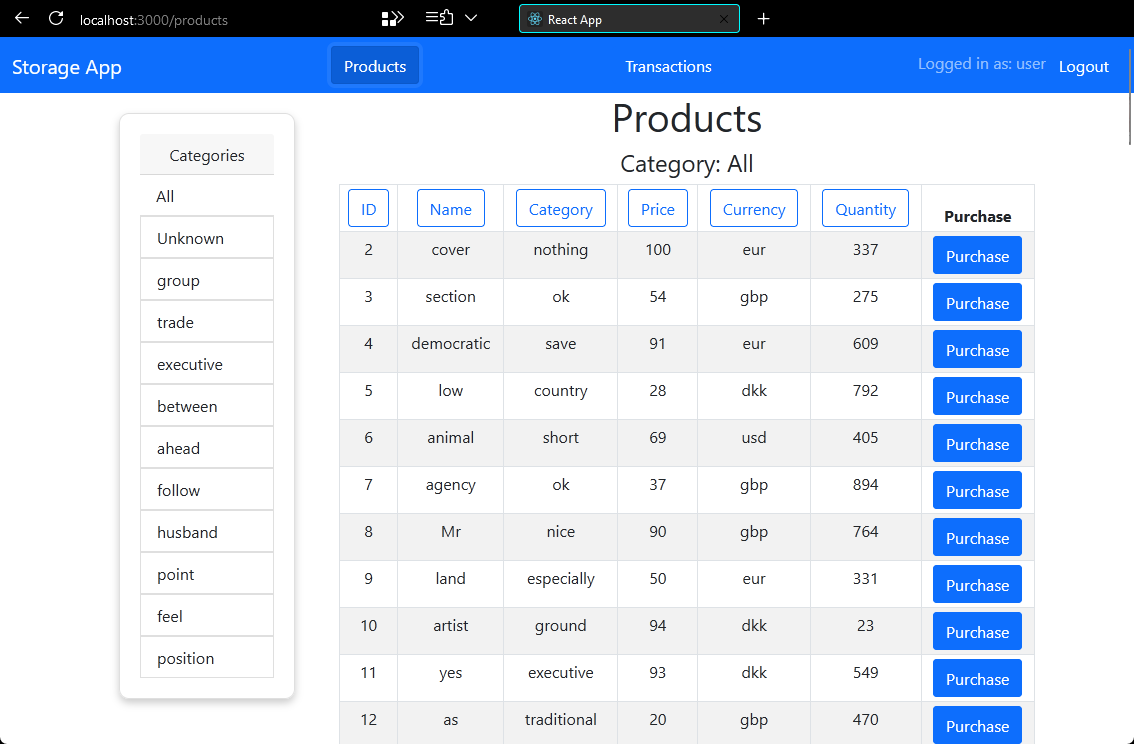 localhost:3000/products
React App
Storage App Products Transactions Logged in as: user Logout
Products
Category: All
Categories
All
Unknown
group
trade
executive
between
ahead
follow
husband
point
feel
position
ID Name Category Price Currency Quantity Purchase
2 cover nothing 100 eur 337 Purchase
3 section ok 54 gbp 275 Purchase
4 democratic save 91 eur 609 Purchase
5 low country 28 dkk 792 Purchase
6 animal short 69 usd 405 Purchase
7 agency ok 37 gbp 894 Purchase
8 Mr nice 90 gbp 764 Purchase
9 land especially 50 eur 331 Purchase
10 artist ground 94 dkk 23 Purchase
11 yes executive 93 dkk 549 Purchase
12 as traditional 20 gbp 470 Purchase